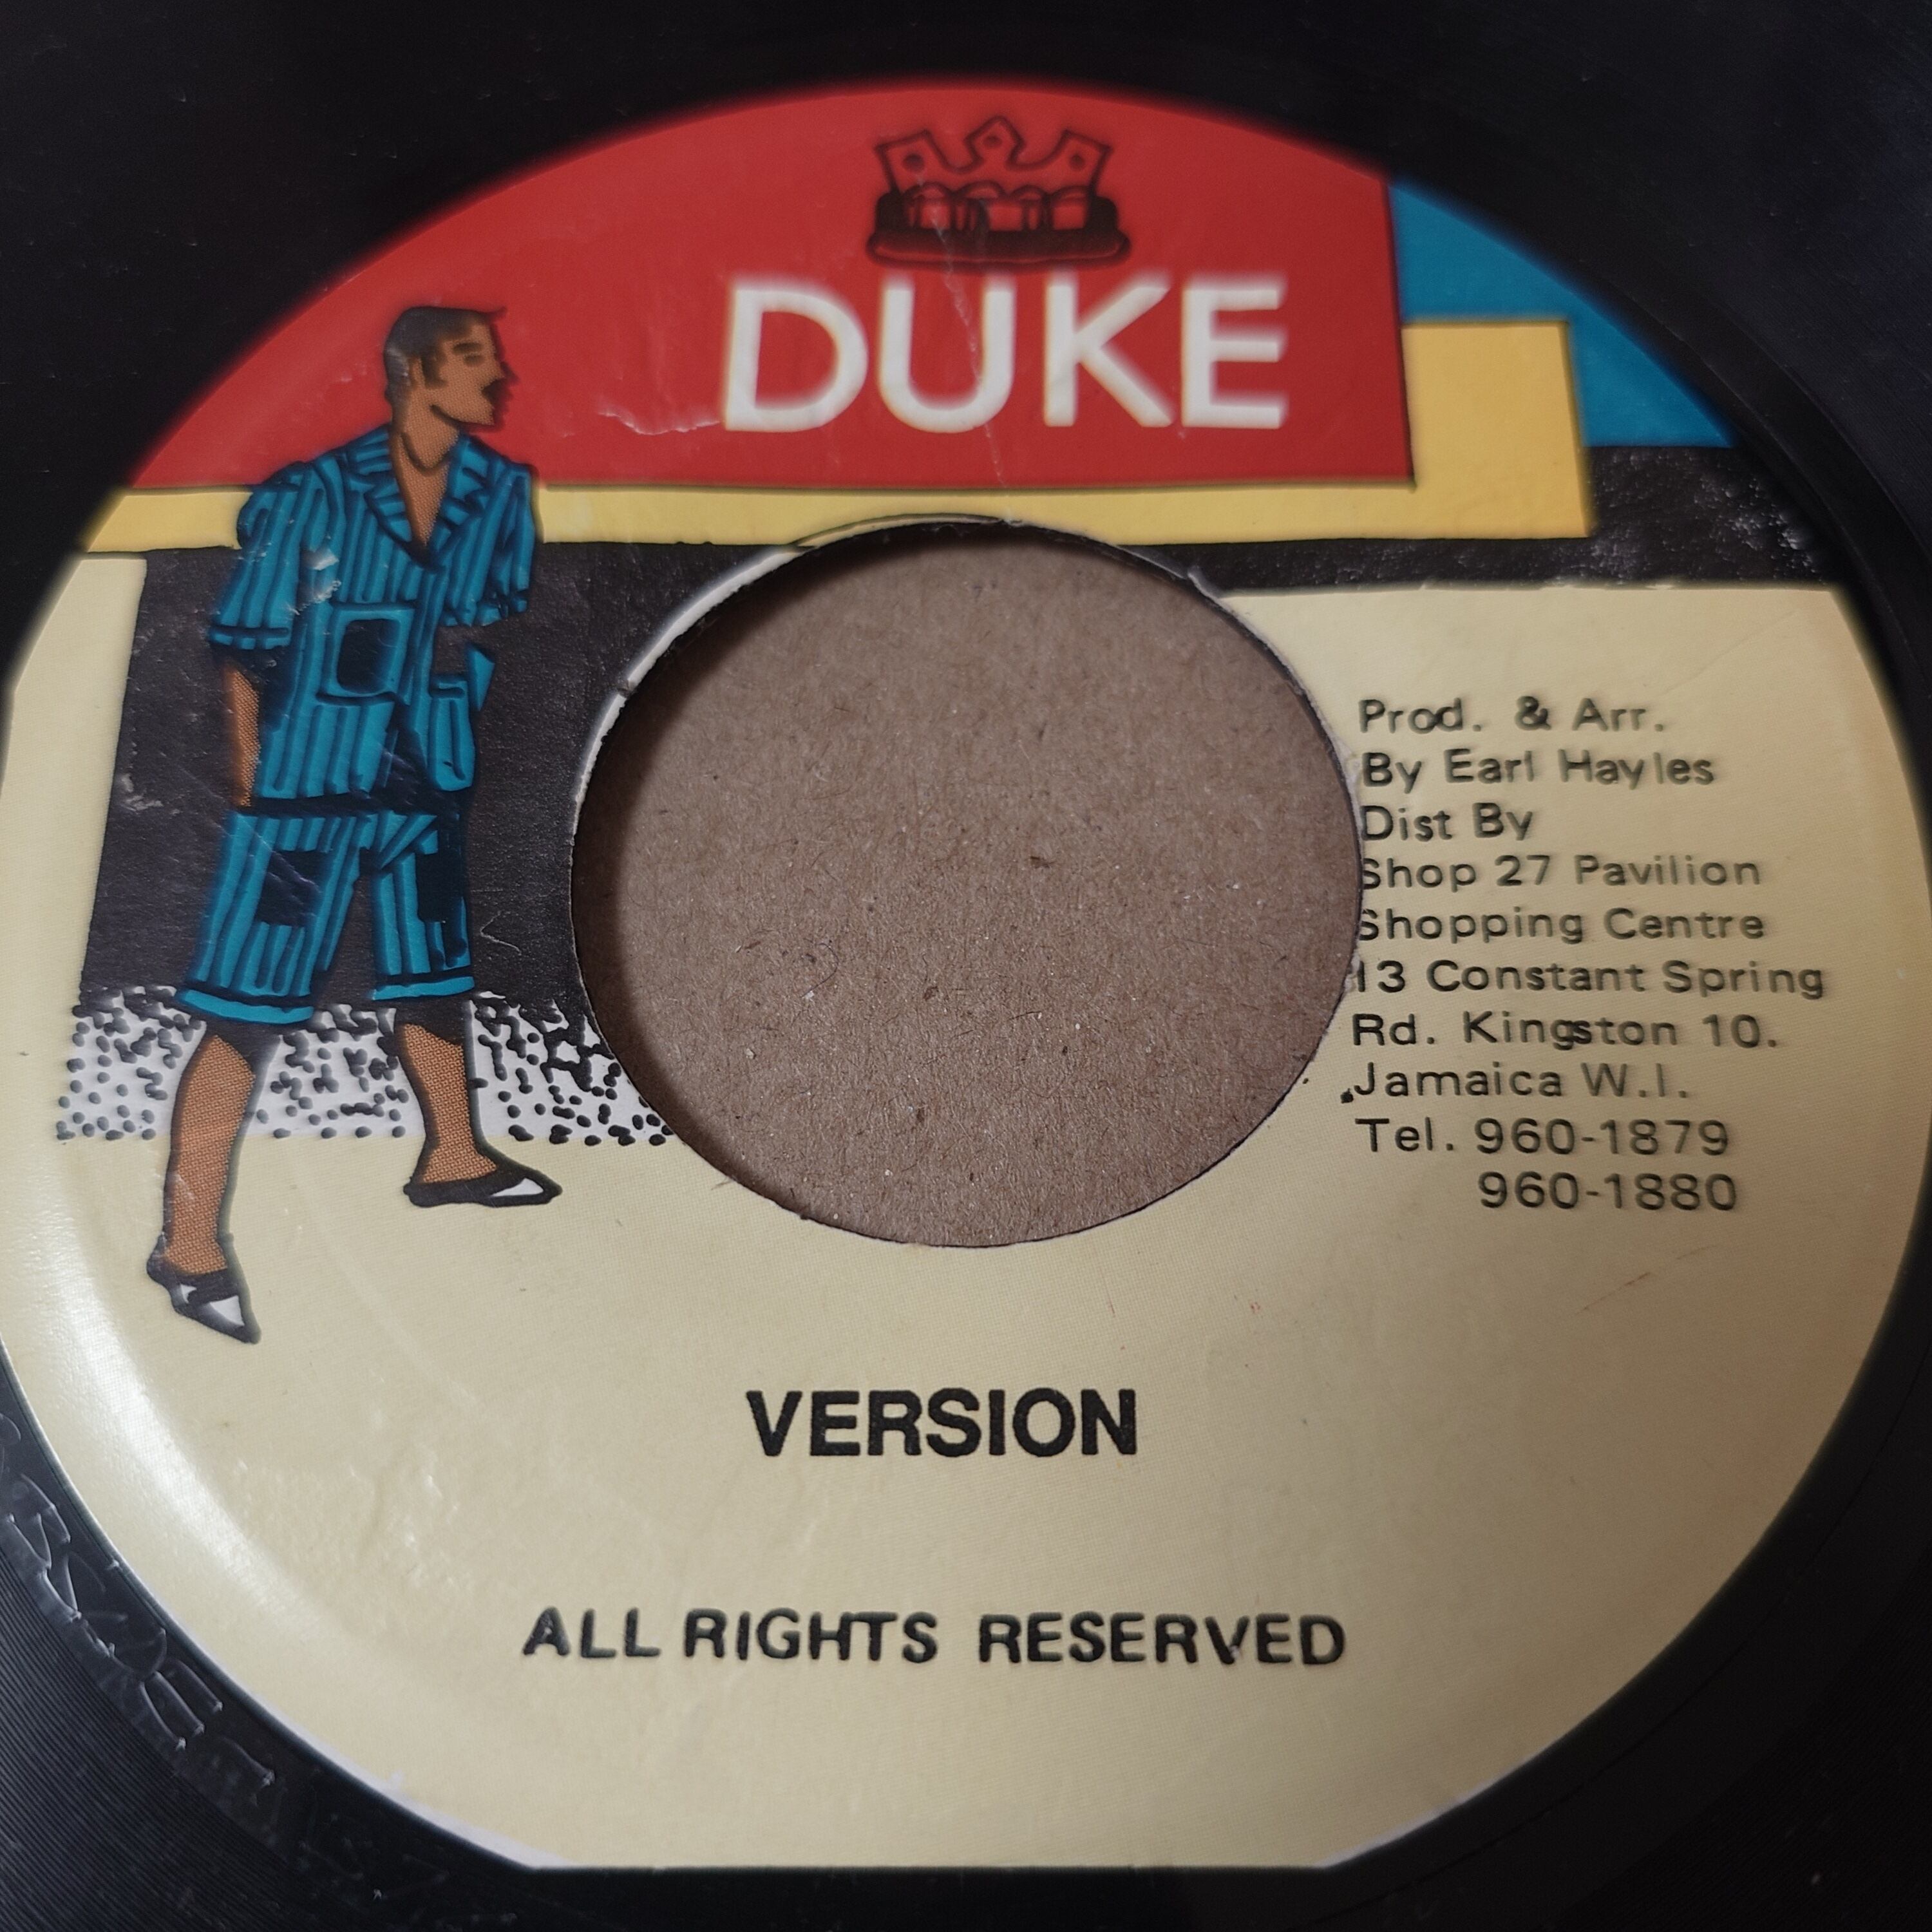 DUKE
Prod. & Arr.
By Earl Hayles
Dist By
Shop 27 Pavilion
Shopping Centre
13 Constant Spring
Rd. Kingston 10.
Jamaica W.I.
Tel. 960-1879
960-1880
VERSION
ALL RIGHTS RESERVED